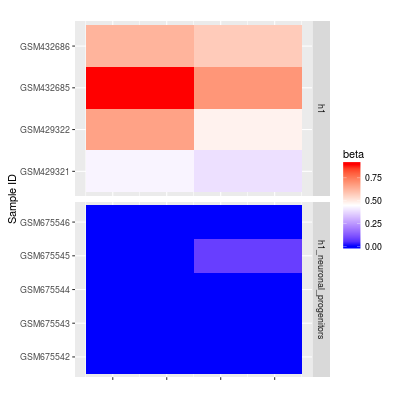 GSM432686
GSM432685
GSM429322
GSM429321
h1
GSM675546
GSM675545
GSM675544
GSM675543
GSM675542
h1_neuronal_progenitors
Sample ID
beta
0.75
0.50
0.25
0.00